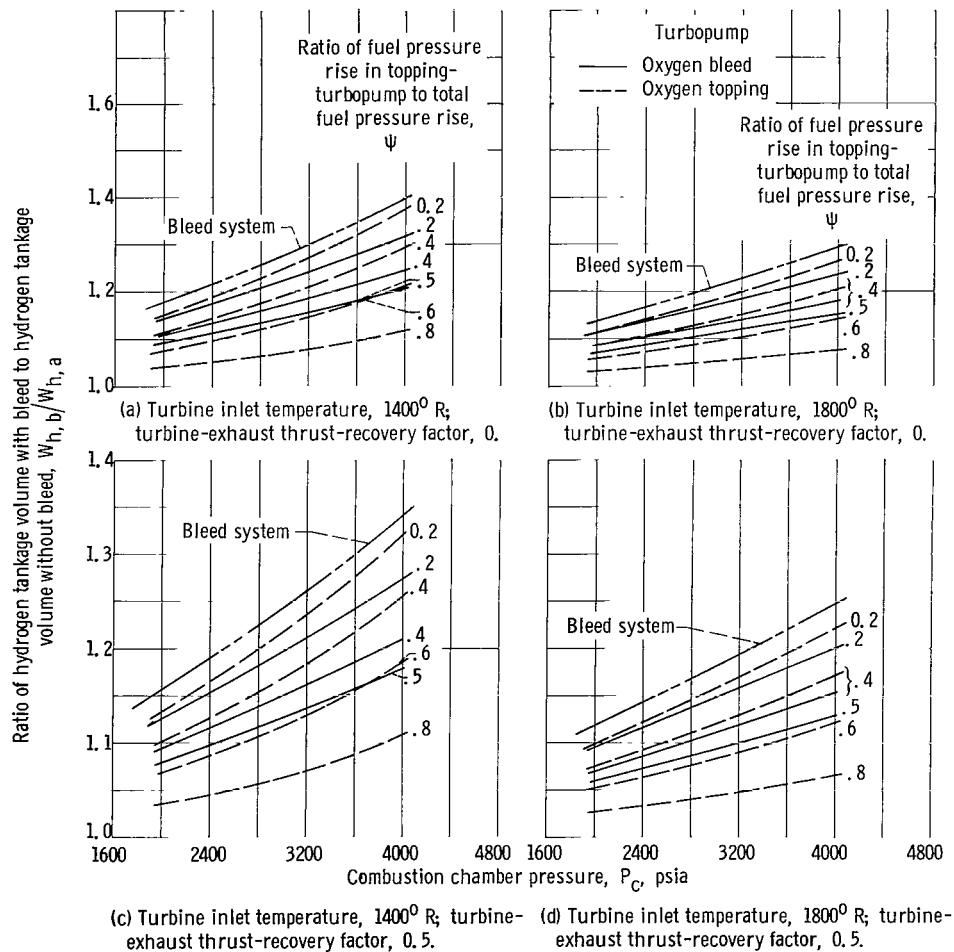 Ratio of hydrogen tankage volume with bleed to hydrogen tankage
volume without bleed, W_h,b/W_h,a
Ratio of fuel pressure
rise in topping-
turbopump to total
fuel pressure rise,
ψ
1.6
1.4
1.2
1.0
Bleed system
0.2
.2
.4
.4
.5
.6
.8
(a) Turbine inlet temperature, 1400° R;
turbine-exhaust thrust-recovery factor, 0.
Turbopump
Oxygen bleed
Oxygen topping
Ratio of fuel pressure
rise in topping-
turbopump to total
fuel pressure rise,
ψ
Bleed system
0.2
.2
.4
.5
.6
.8
(b) Turbine inlet temperature, 1800° R;
turbine-exhaust thrust-recovery factor, 0.
1.4
1.3
1.2
1.1
1.0
Bleed system
0.2
.2
.4
.4
.6
.5
.8
1600 2400 3200 4000 4800
Bleed system
0.2
.2
.4
.5
.6
.8
1600 2400 3200 4000 4800
Combustion chamber pressure, P_C, psia
(c) Turbine inlet temperature, 1400° R; turbine-
exhaust thrust-recovery factor, 0.5.
(d) Turbine inlet temperature, 1800° R; turbine-
exhaust thrust-recovery factor, 0.5.